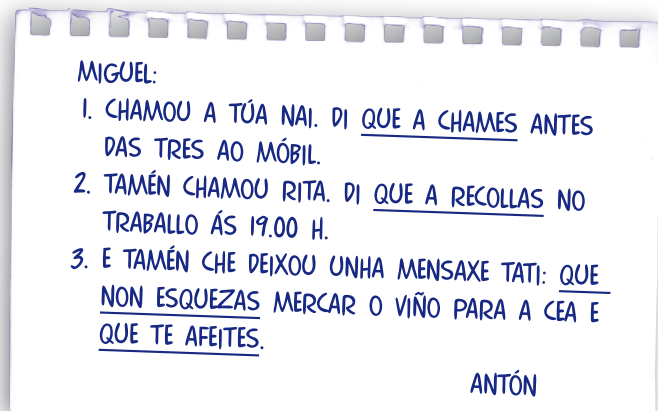 MIGUEL:
1. CHAMOU A TÚA NAI. DI QUE A CHAMES ANTES
DAS TRES AO MÓBIL.
2. TAMÉN CHAMOU RITA. DI QUE A RECOLLAS NO
TRABALLO ÁS 19.00 H.
3. E TAMÉN CHE DEIXOU UNHA MENSAXE TATI: QUE
NON ESQUEZAS MERCAR O VIÑO PARA A CEA E
QUE TE AFEITES.
ANTÓN